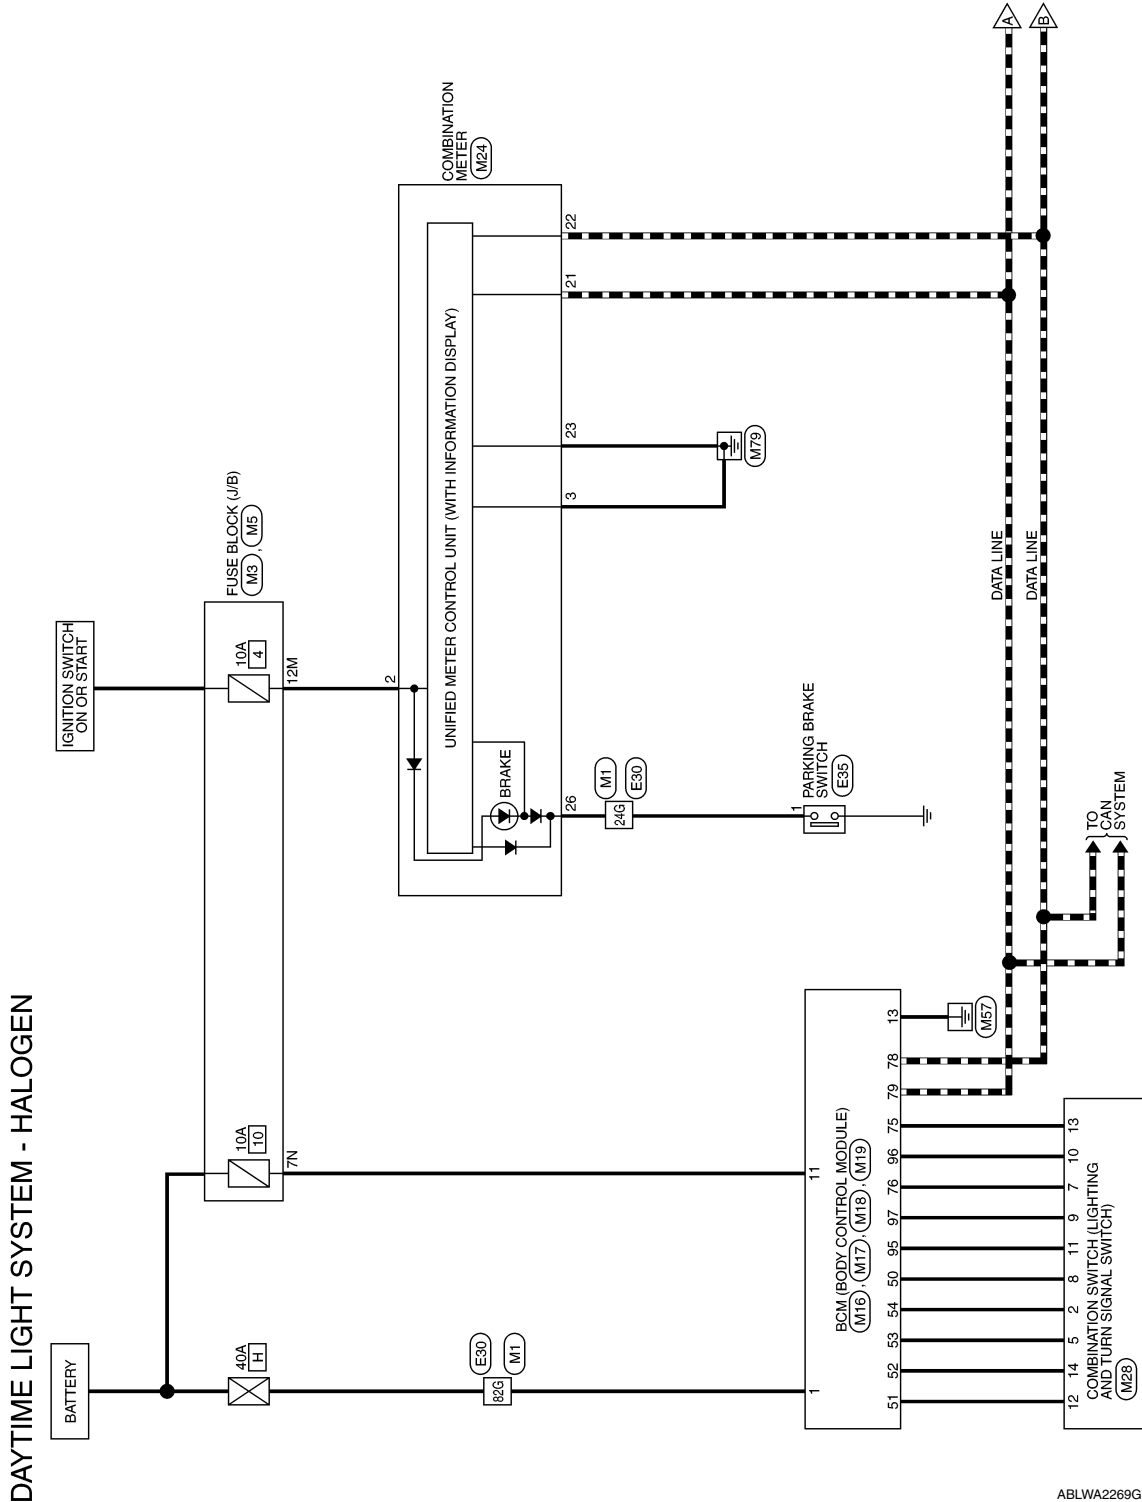 DAYTIME LIGHT SYSTEM - HALOGEN
BATTERY
IGNITION SWITCH
ON OR START
40A
H
10A
10
7N
10A
4
12M
FUSE BLOCK (J/B)
M3 , M5
82G
E30
M1
COMBINATION
METER
M24
UNIFIED METER CONTROL UNIT (WITH INFORMATION DISPLAY)
BRAKE
2
26
3
23
21
22
24G
M1
E30
PARKING BRAKE
SWITCH
E35
1
M79
BCM (BODY CONTROL MODULE)
M16 , M17 , M18 , M19
1
11
51
52
53
54
50
95
97
76
96
75
79
78
13
M57
12
14
5
2
8
11
9
7
10
13
COMBINATION SWITCH (LIGHTING
AND TURN SIGNAL SWITCH)
M28
DATA LINE
DATA LINE
TO
CAN
SYSTEM
A
B
ABLWA2269G